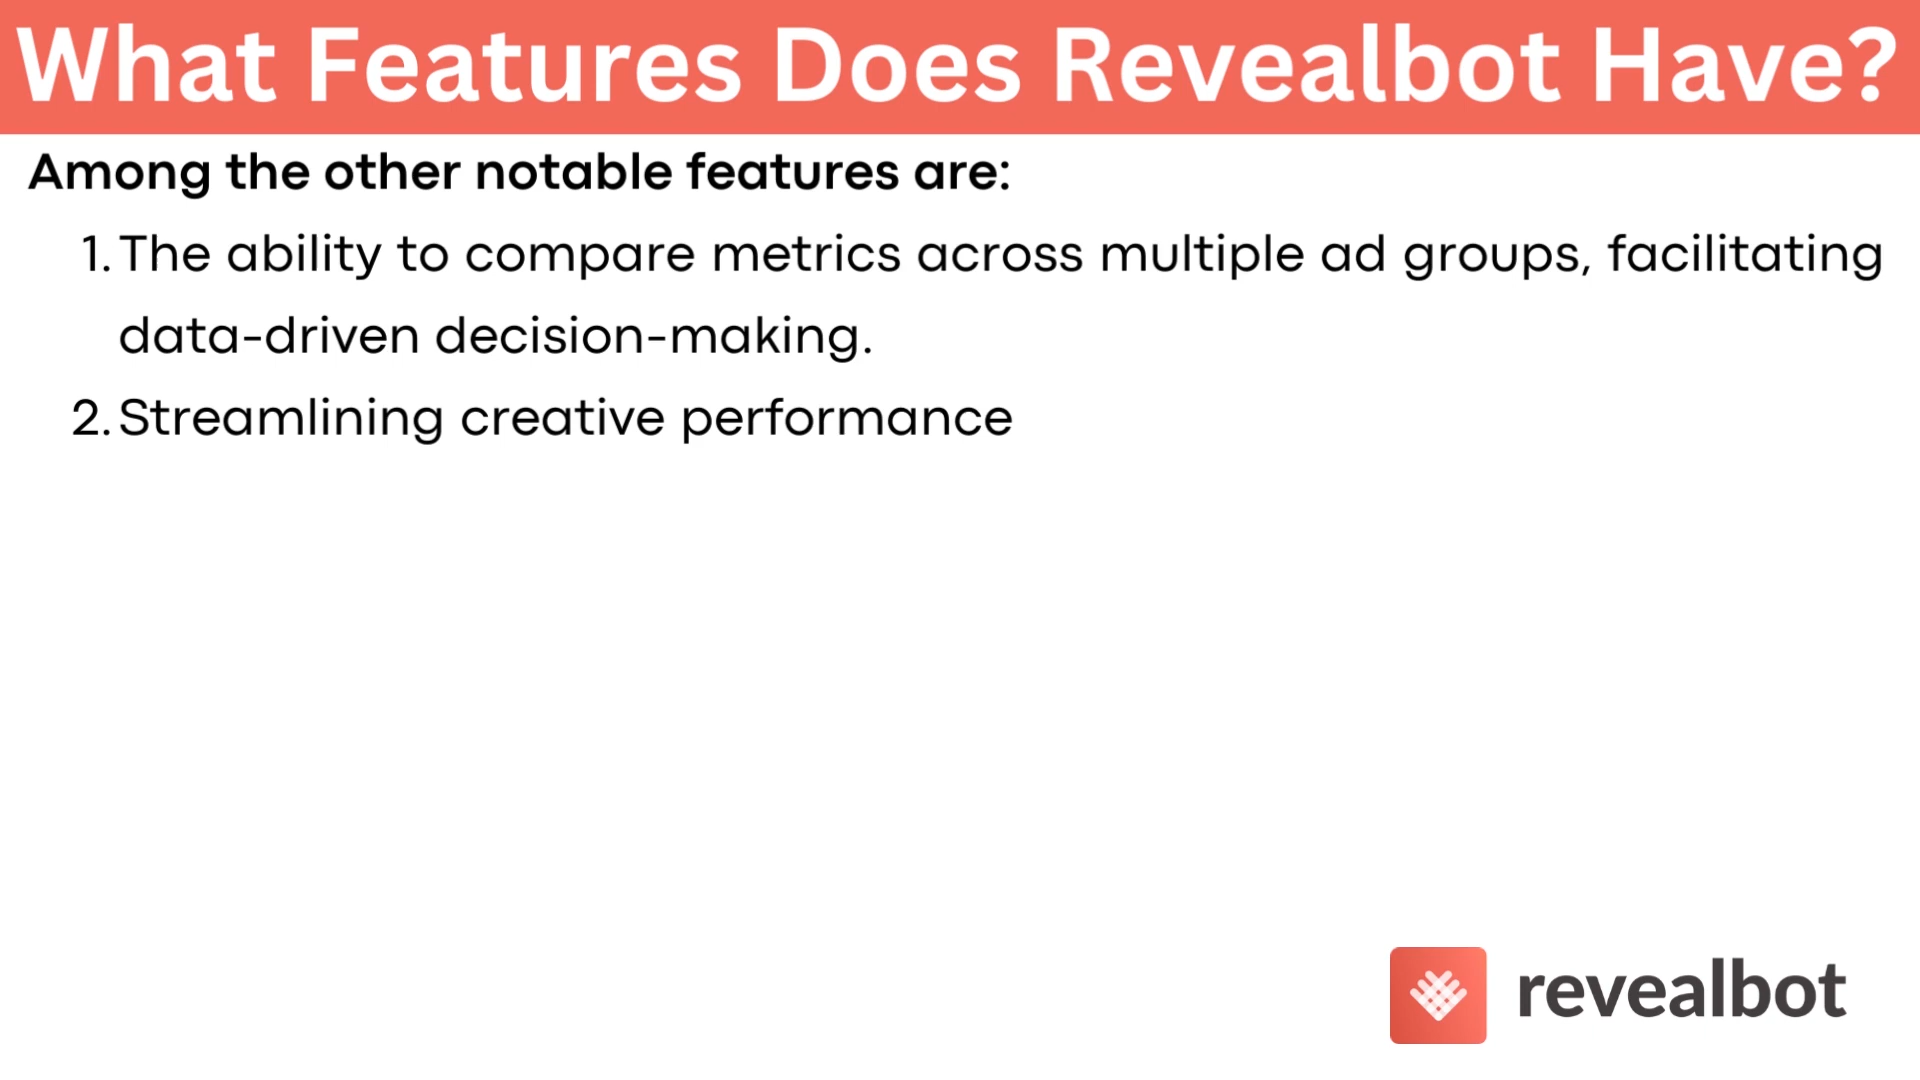 What Features Does Revealbot Have?
Among the other notable features are:
1. The ability to compare metrics across multiple ad groups, facilitating
data-driven decision-making.
2. Streamlining creative performance
revealbot